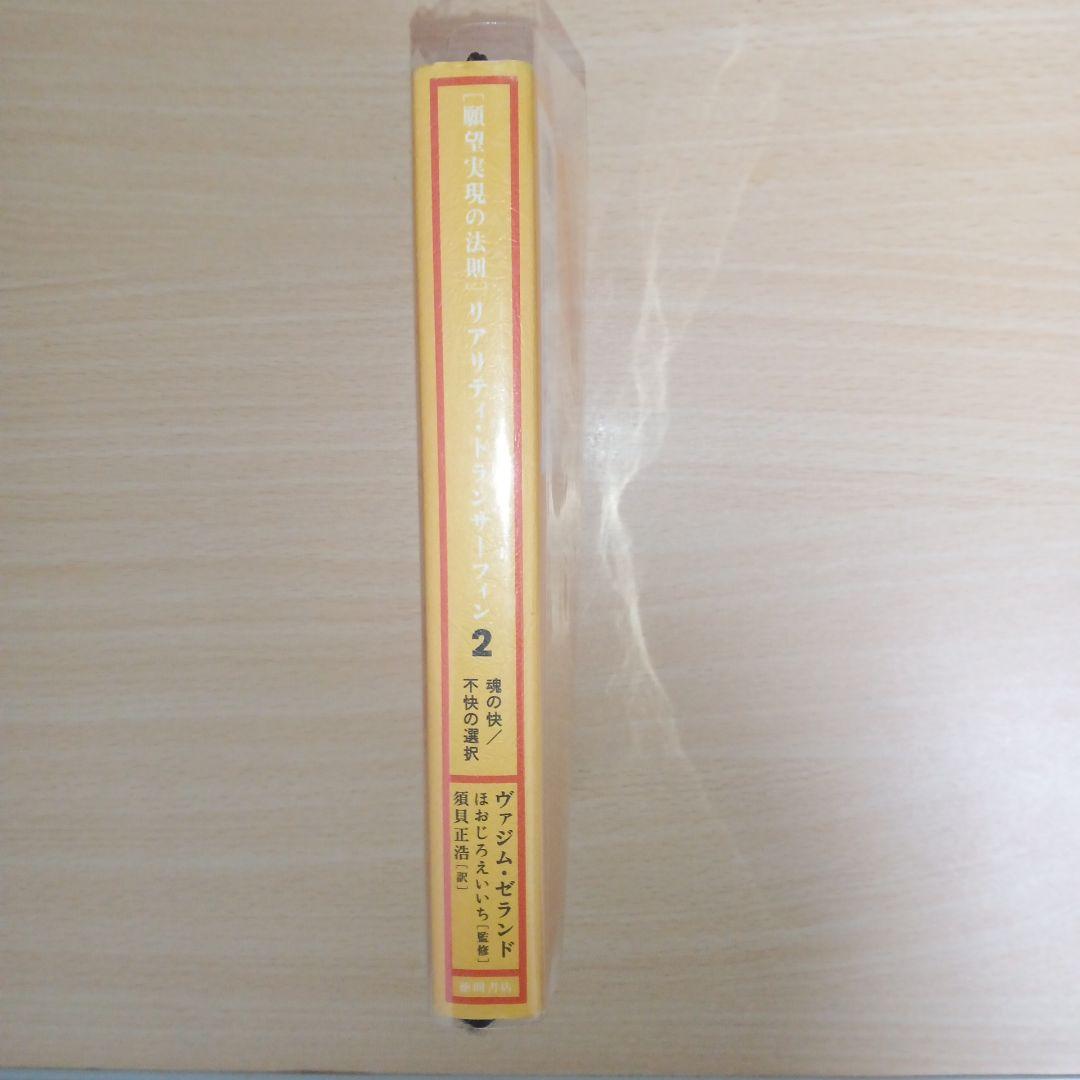 [願望実現の法則] リアリティ・トランサーフィン 2
魂の快/
不快の選択
ヴァジム・ゼランド
ほおじろえいいち[監修]
須貝正浩[訳]
徳間書店